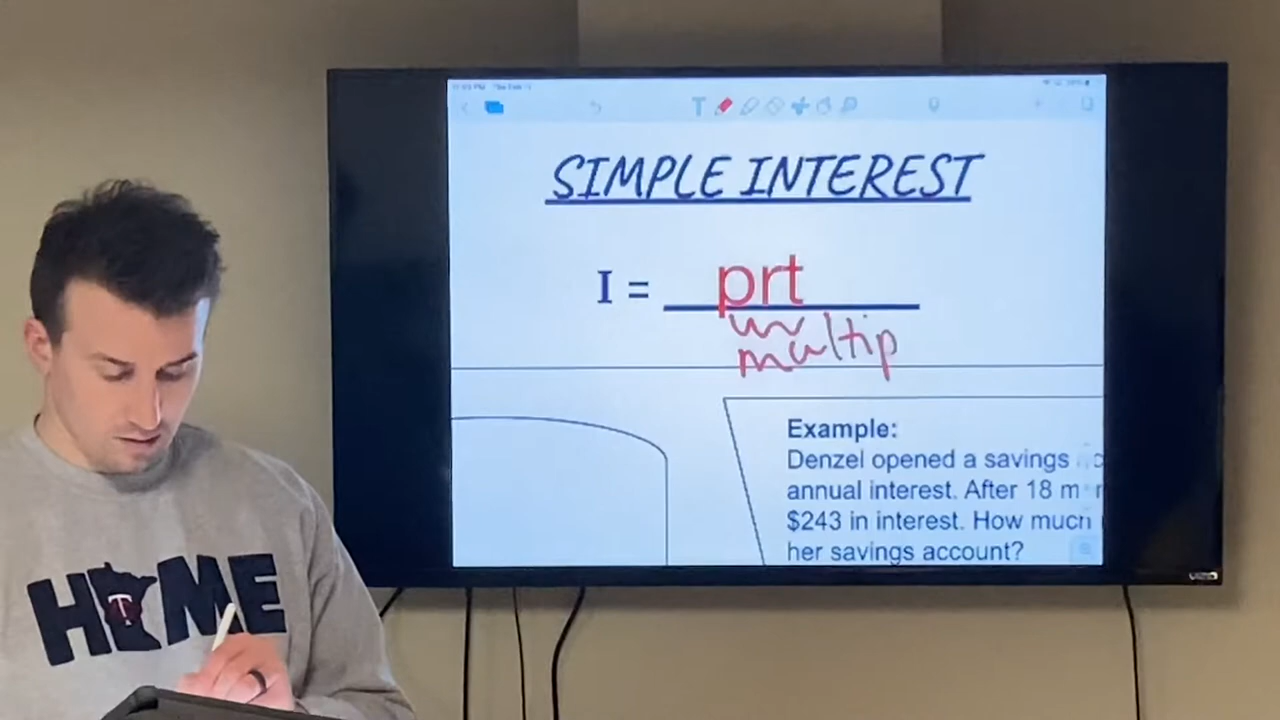 SIMPLE INTEREST
I = prt
multip
Example:
Denzel opened a savings
annual interest. After 18 m
$243 in interest. How much
her savings account?
HOME
T
T
VIZIO